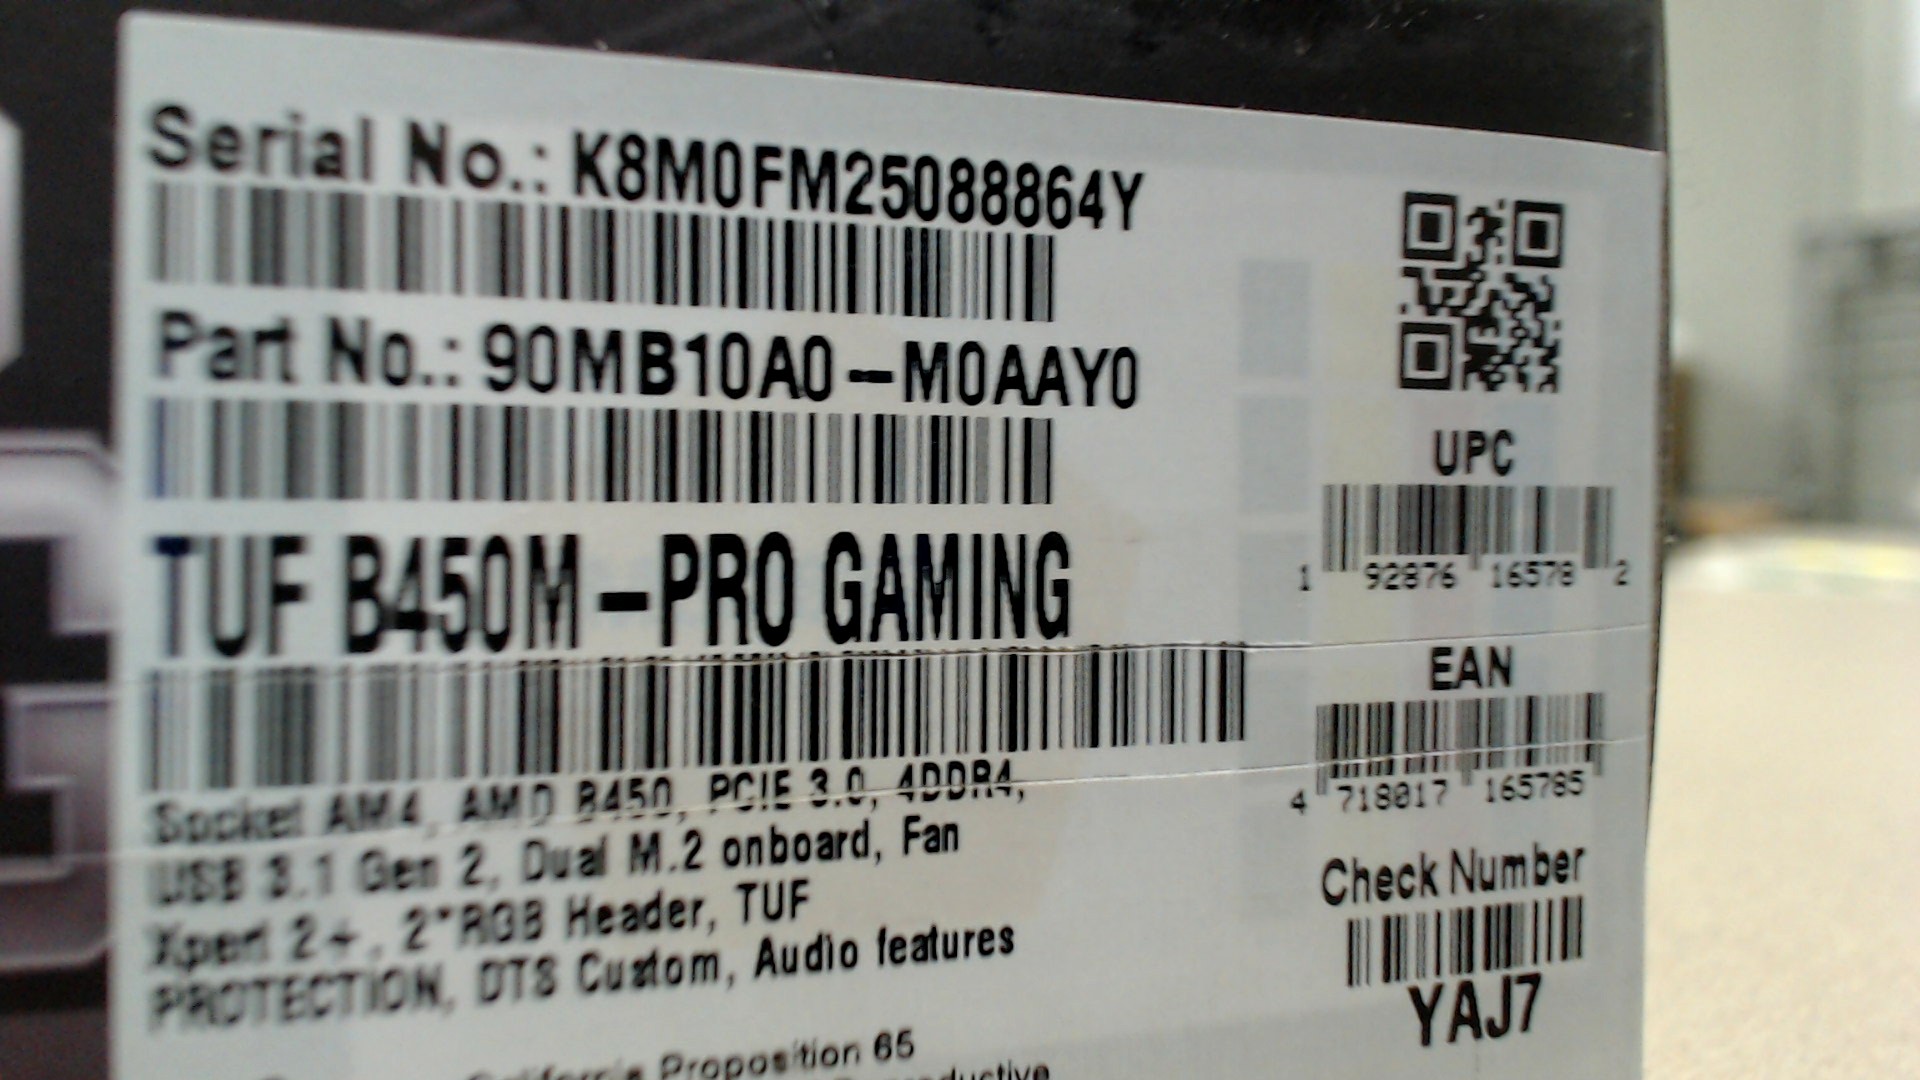 Serial No.: K8M0FM25088864Y
Part No.: 90MB10A0-M0AAY0
TUF B450M-PRO GAMING
Socket AM4, AMD B450, PCIE 3.0, 4DDR4,
USB 3.1 Gen 2, Dual M.2 onboard, Fan
Xpert 2+, 2*RGB Header, TUF
PROTECTION, DTS Custom, Audio features
California Proposition 65
UPC
1 92876 16578 2
EAN
4 718017 165785
Check Number
YAJ7